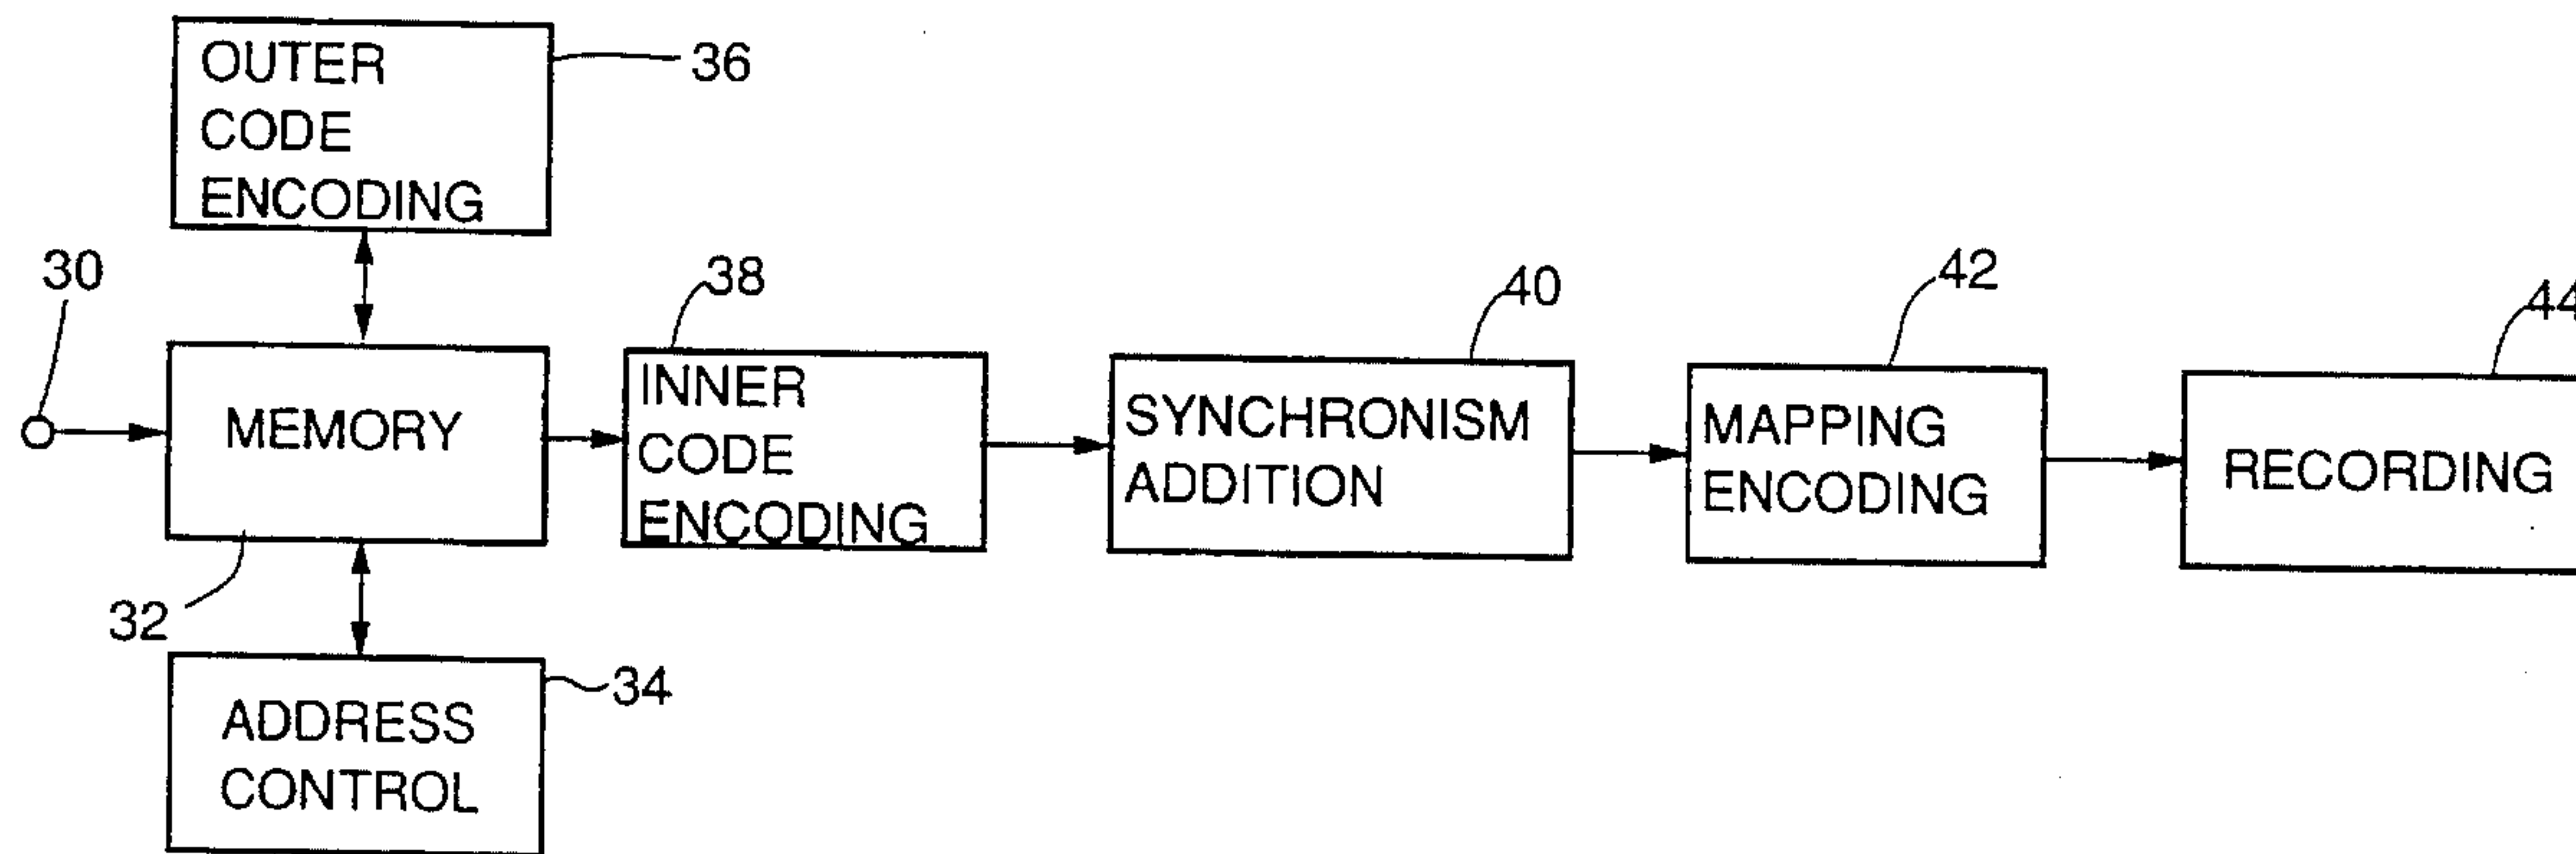 OUTER
CODE
ENCODING
36
30
38
40
42
44
MEMORY
INNER
CODE
ENCODING
SYNCHRONISM
ADDITION
MAPPING
ENCODING
RECORDING
32
34
ADDRESS
CONTROL